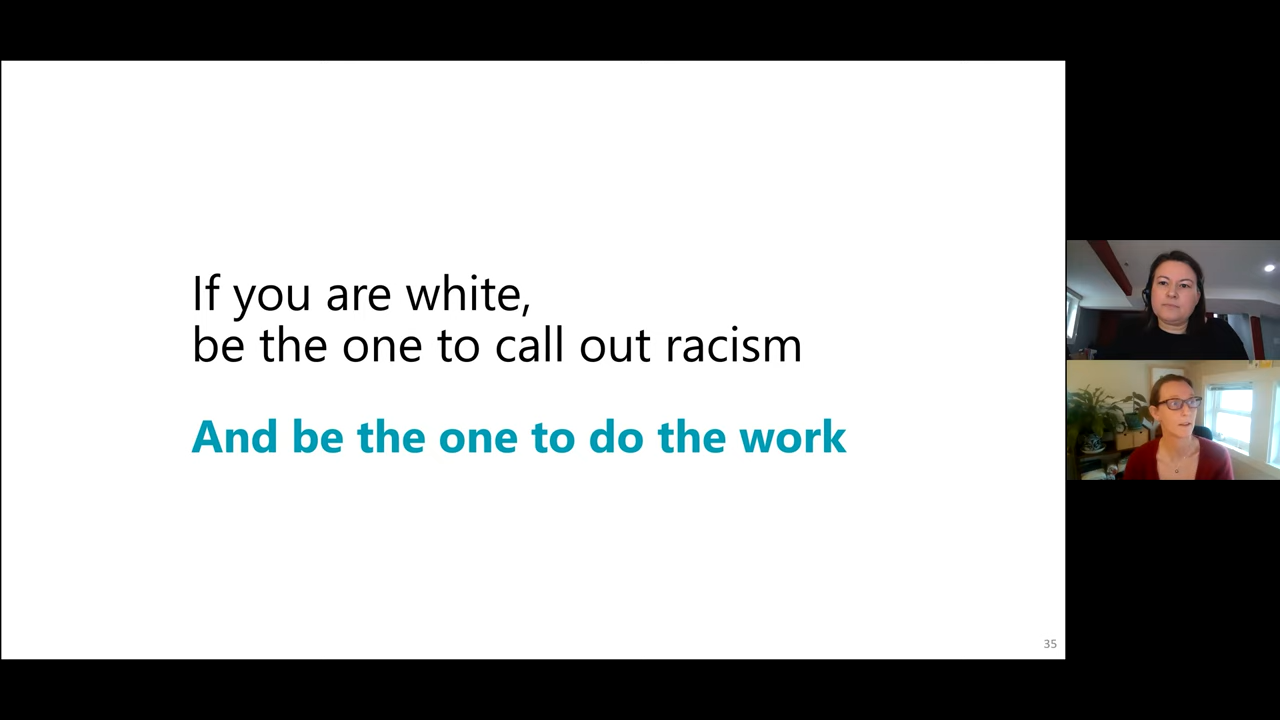 If you are white,
be the one to call out racism
And be the one to do the work
35